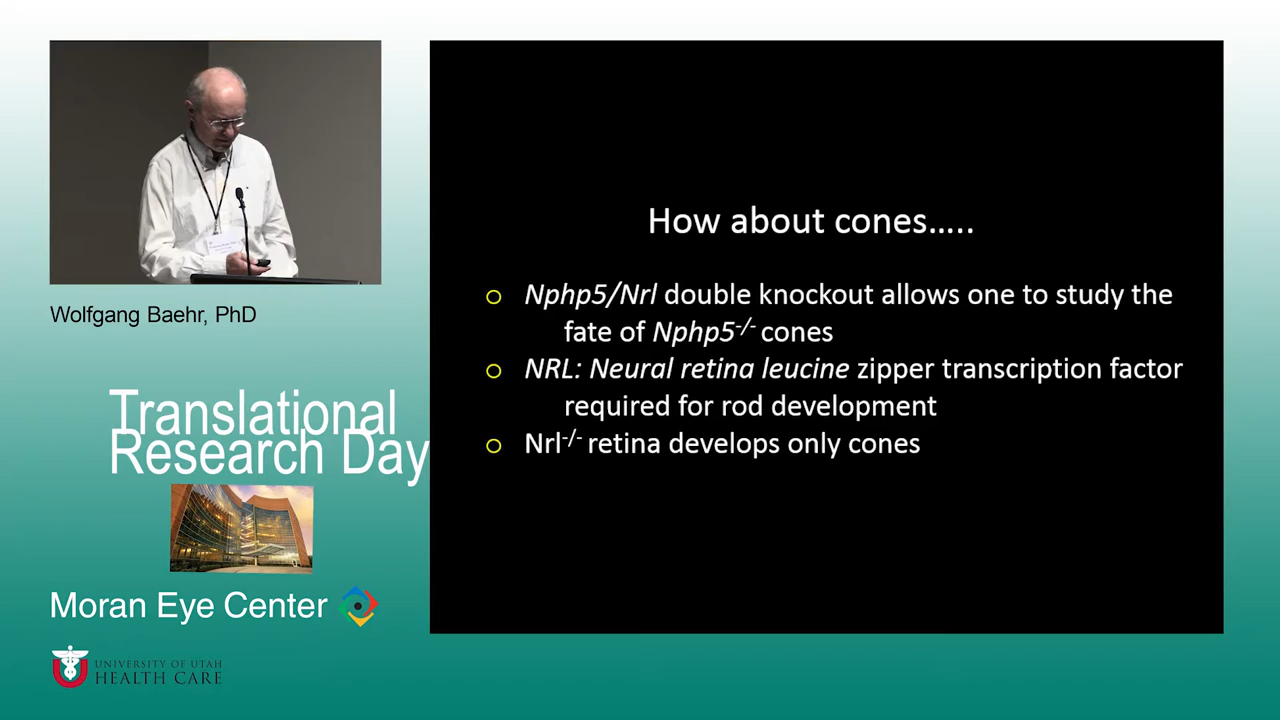 How about cones.....
Nphp5/Nrl double knockout allows one to study the
fate of Nphp5-/- cones
NRL: Neural retina leucine zipper transcription factor
required for rod development
Nrl-/- retina develops only cones
Wolfgang Baehr, PhD
Translational
Research Day
Moran Eye Center
UNIVERSITY OF UTAH
HEALTH CARE